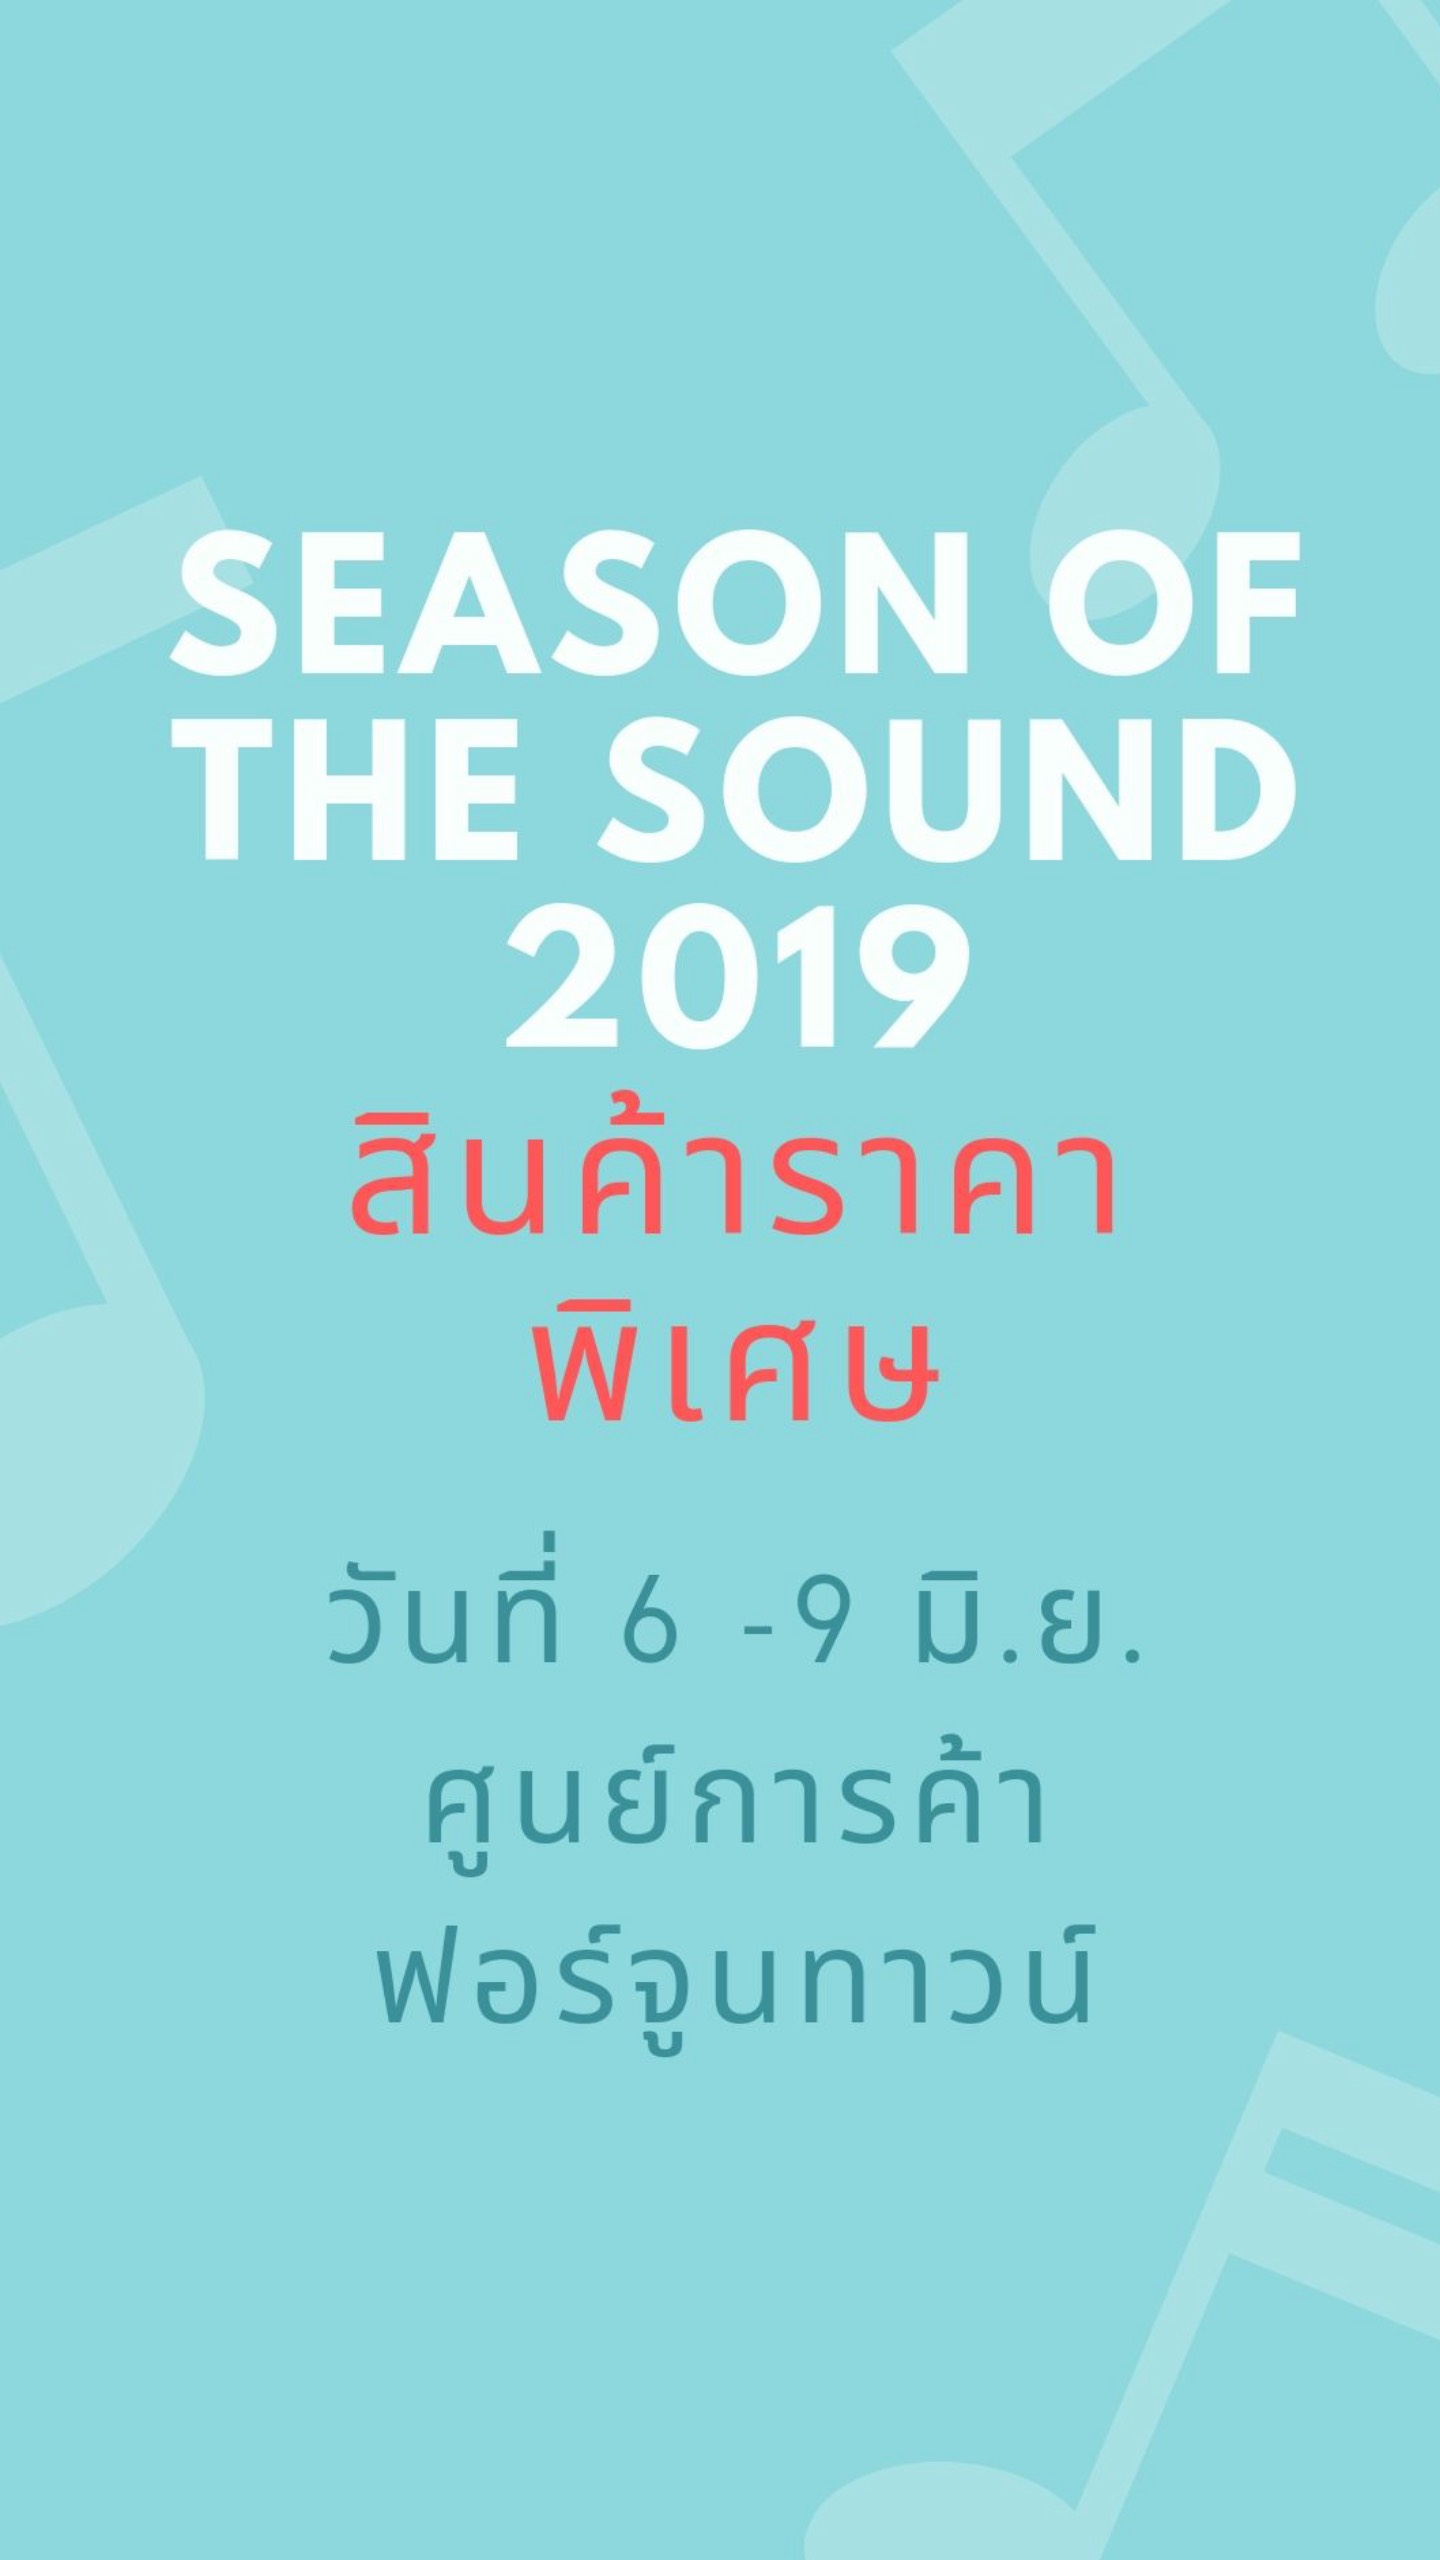 SEASON OF
THE SOUND
2019
สินค้าราคา
พิเศษ
วันที่ 6 -9 มิ.ย.
ศูนย์การค้า
ฟอร์จูนทาวน์